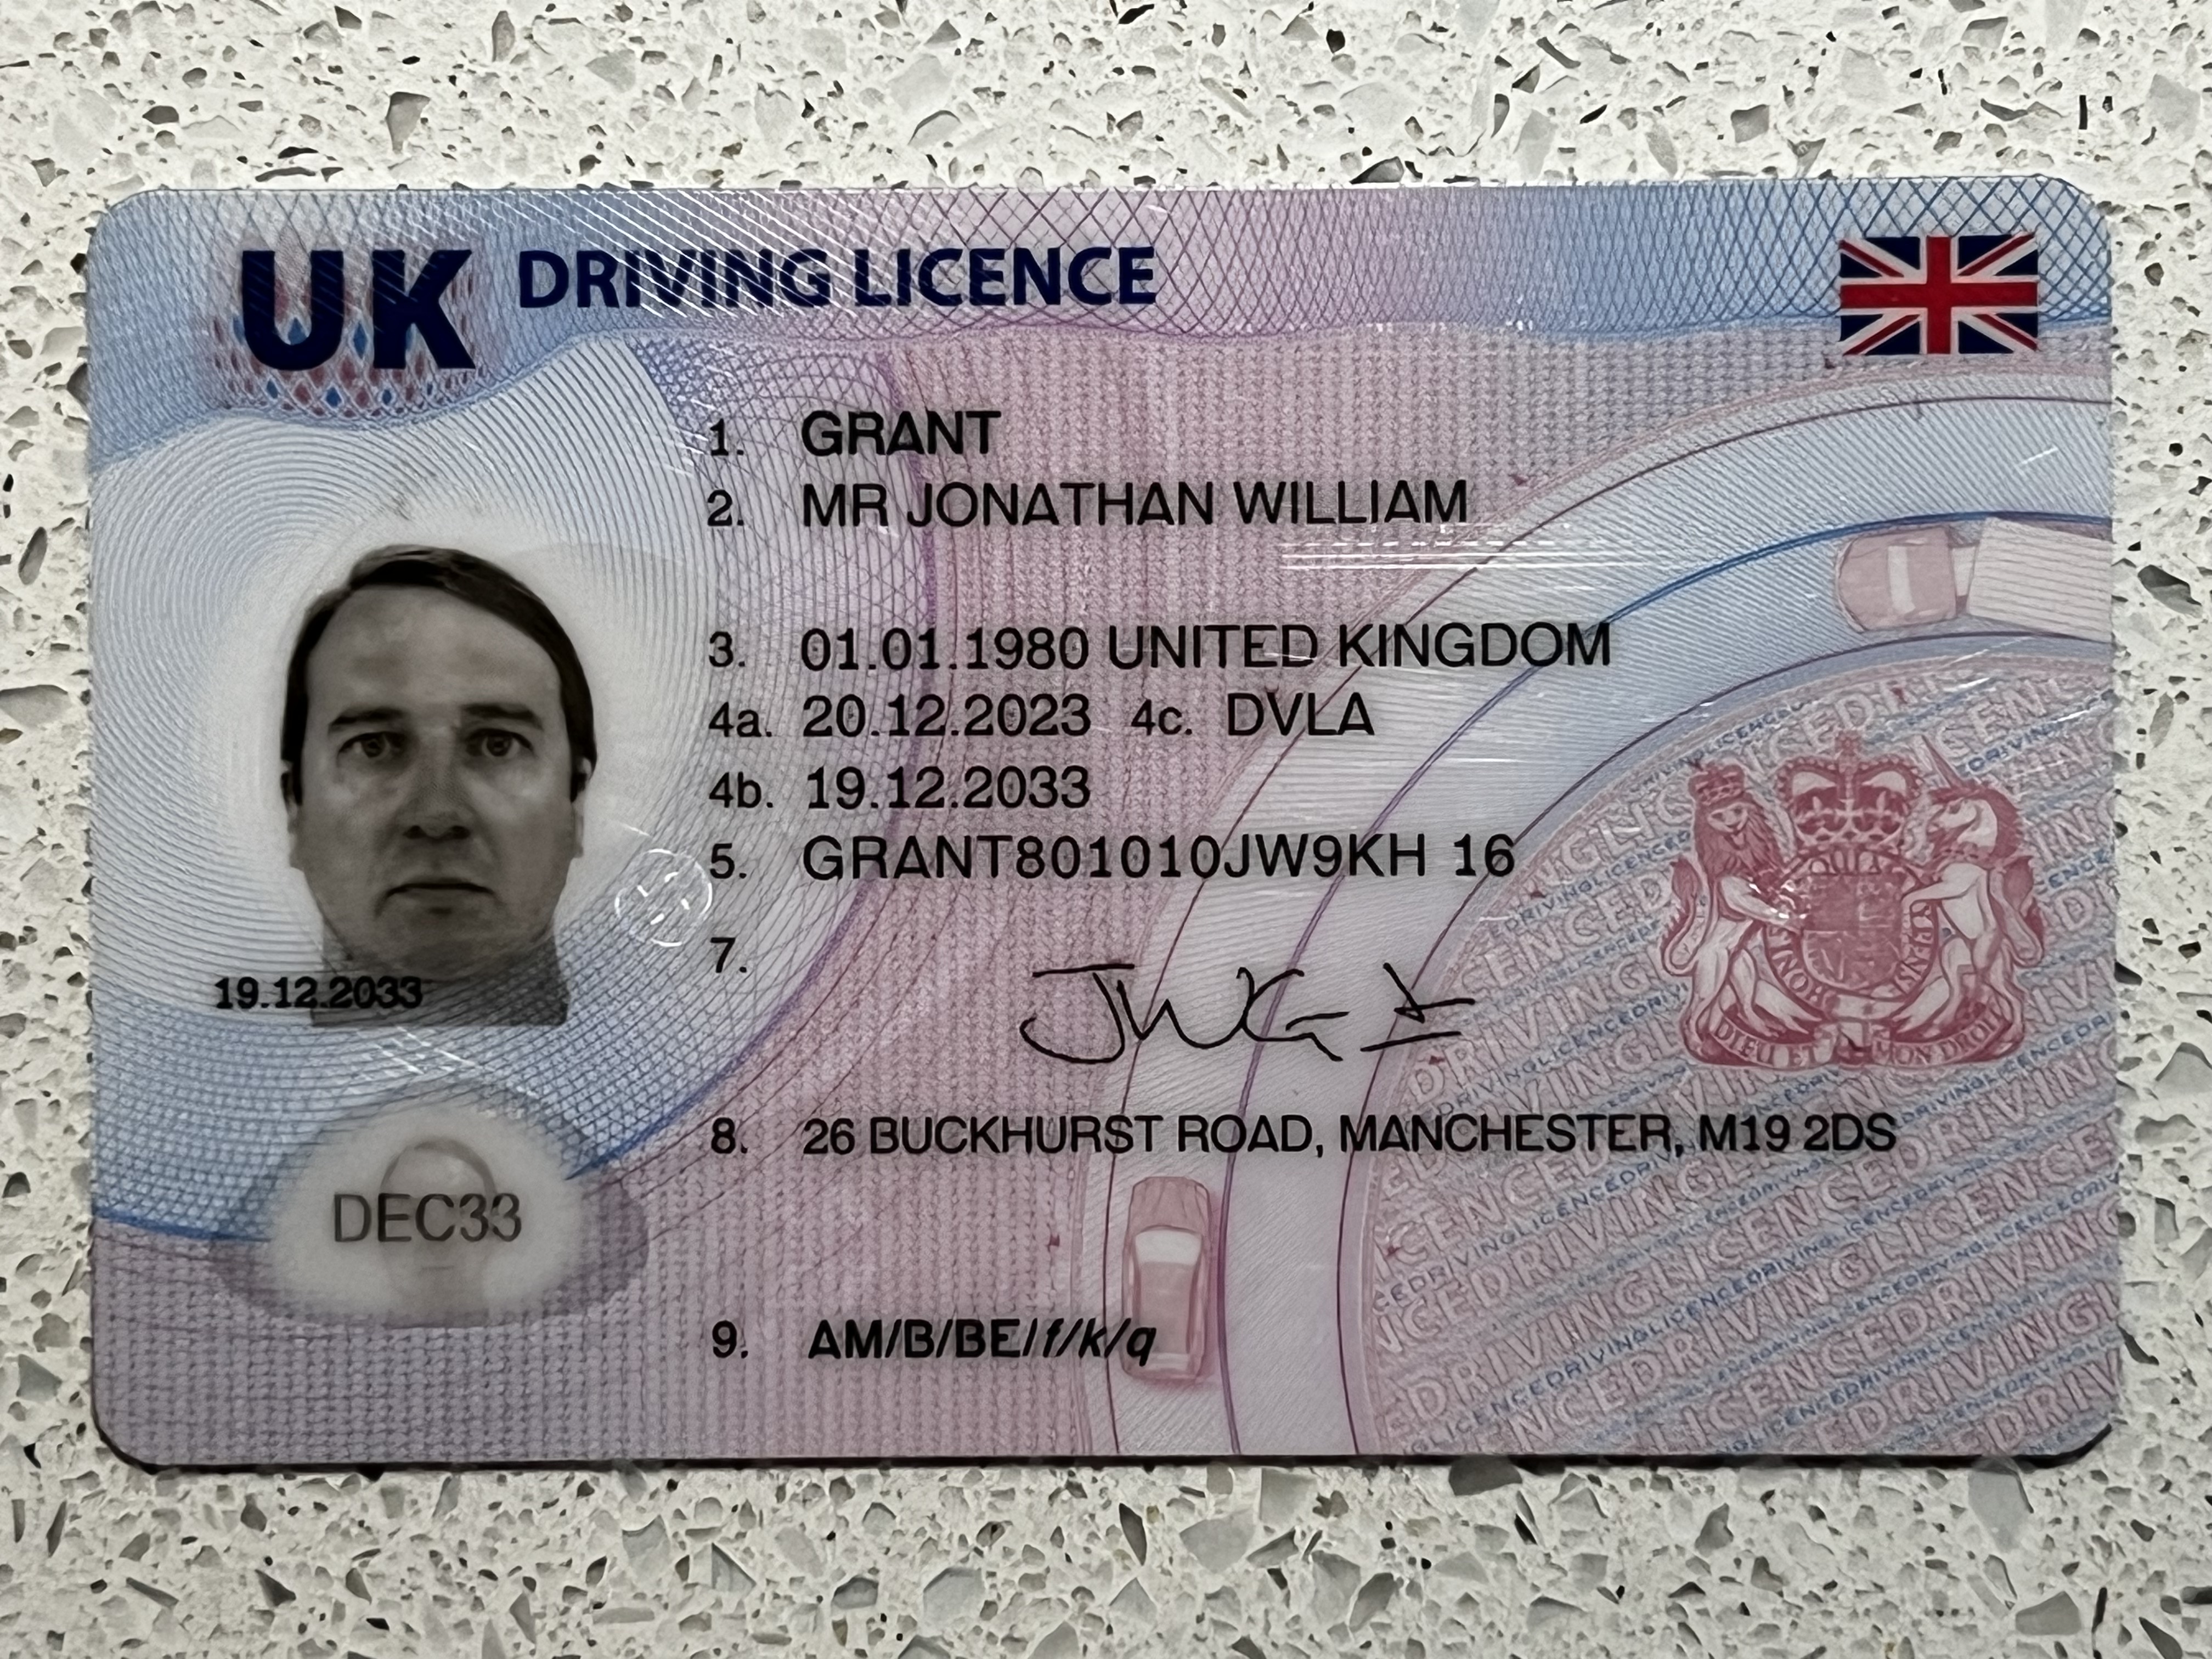 UK DRIVING LICENCE
1. GRANT
2. MR JONATHAN WILLIAM
3. 01.01.1980 UNITED KINGDOM
4a. 20.12.2023 4c. DVLA
4b. 19.12.2033
5. GRANT801010JW9KH 16
7.
19.12.2033
DIEU ET MON DROIT
8. 26 BUCKHURST ROAD, MANCHESTER, M19 2DS
DEC33
9. AM/B/BE/f/k/q